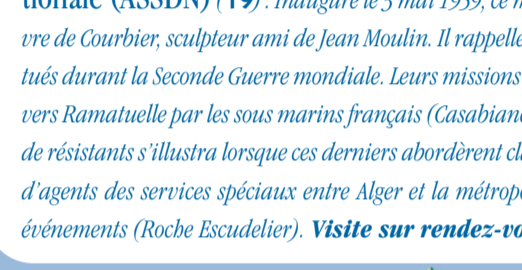 tionale (ASSDN) (19). Inauguré le 3 mai 1959, ce m
vre de Courbier, sculpteur ami de Jean Moulin. Il rappelle
tués durant la Seconde Guerre mondiale. Leurs missions
vers Ramatuelle par les sous marins français (Casabianc
de résistants s’illustra lorsque ces derniers abordèrent cl
d’agents des services spéciaux entre Alger et la métropo
événements (Roche Escudelier). Visite sur rendez-vo